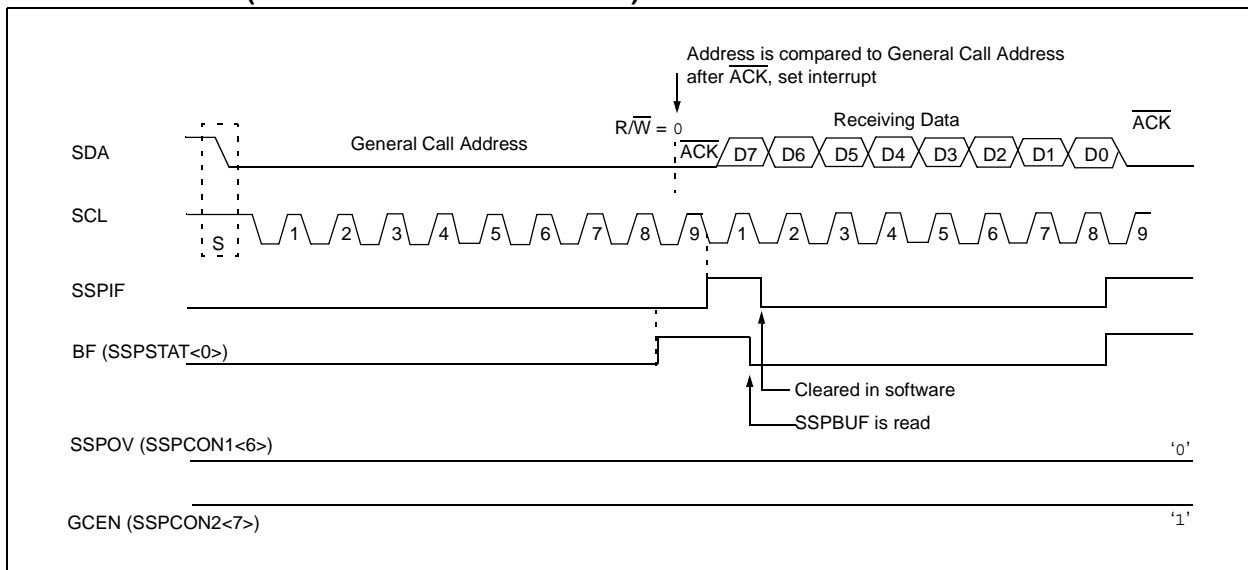 Address is compared to General Call Address
after ACK, set interrupt
R/W = 0
Receiving Data
ACK
SDA
General Call Address
ACK D7 D6 D5 D4 D3 D2 D1 D0
SCL
S
1 2 3 4 5 6 7 8 9 1 2 3 4 5 6 7 8 9
SSPIF
BF (SSPSTAT<0>)
Cleared in software
SSPBUF is read
SSPOV (SSPCON1<6>)
‘0’
GCEN (SSPCON2<7>)
‘1’